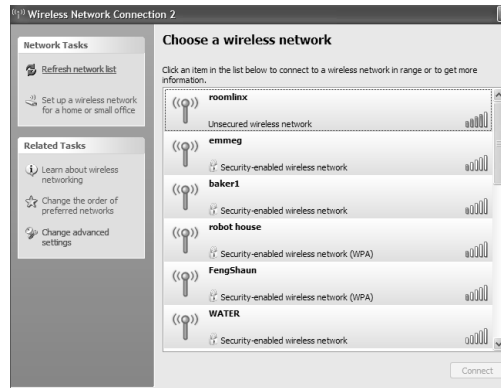 Wireless Network Connection 2
Network Tasks
Refresh network list
Set up a wireless network
for a home or small office
Related Tasks
Learn about wireless
networking
Change the order of
preferred networks
Change advanced
settings
Choose a wireless network
Click an item in the list below to connect to a wireless network in range or to get more
information.
roomlinx
Unsecured wireless network
emmeg
Security-enabled wireless network
baker1
Security-enabled wireless network
robot house
Security-enabled wireless network (WPA)
FengShaun
Security-enabled wireless network (WPA)
WATER
Security-enabled wireless network
Connect